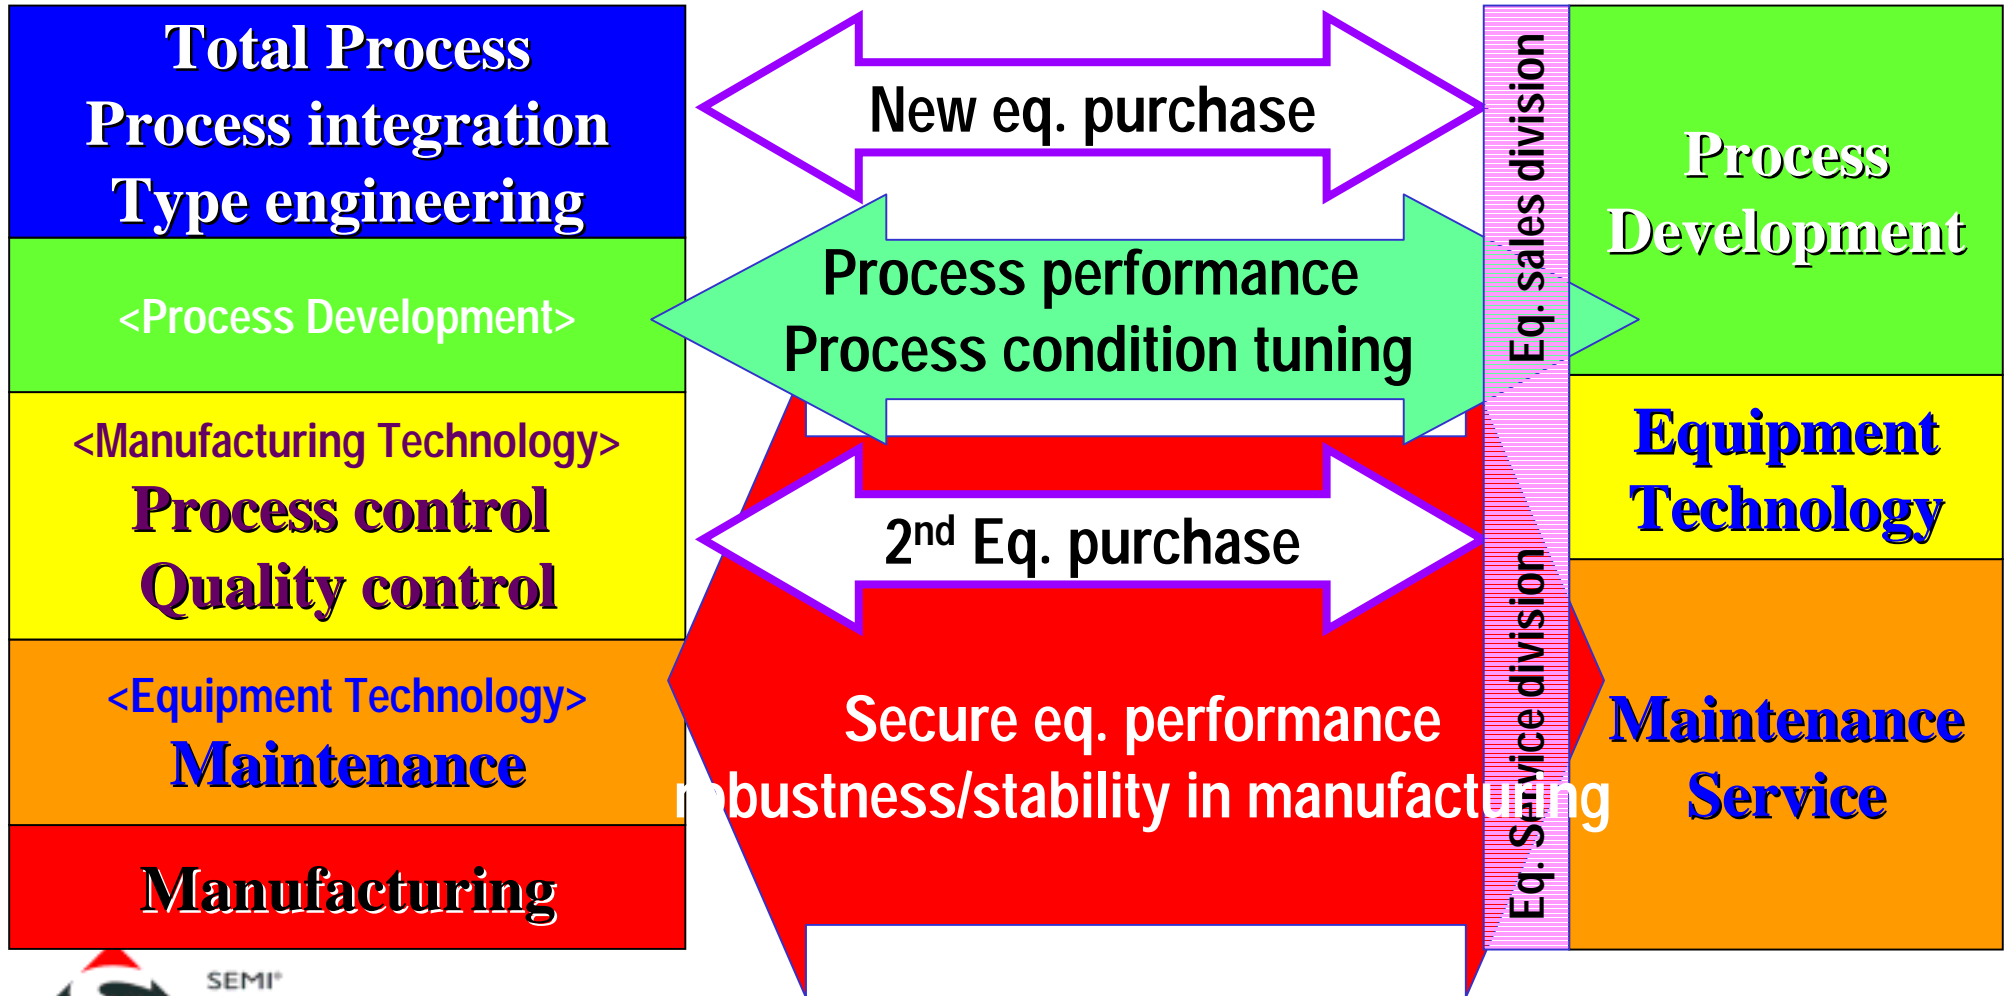 Total Process
Process integration
Type engineering
<Process Development>
<Manufacturing Technology>
Process control
Quality control
<Equipment Technology>
Maintenance
Manufacturing
New eq. purchase
Process performance
Process condition tuning
2nd Eq. purchase
Secure eq. performance
robustness/stability in manufacturing
Eq. sales division
Eq. Service division
Process
Development
Equipment
Technology
Maintenance
Service
SEMI®